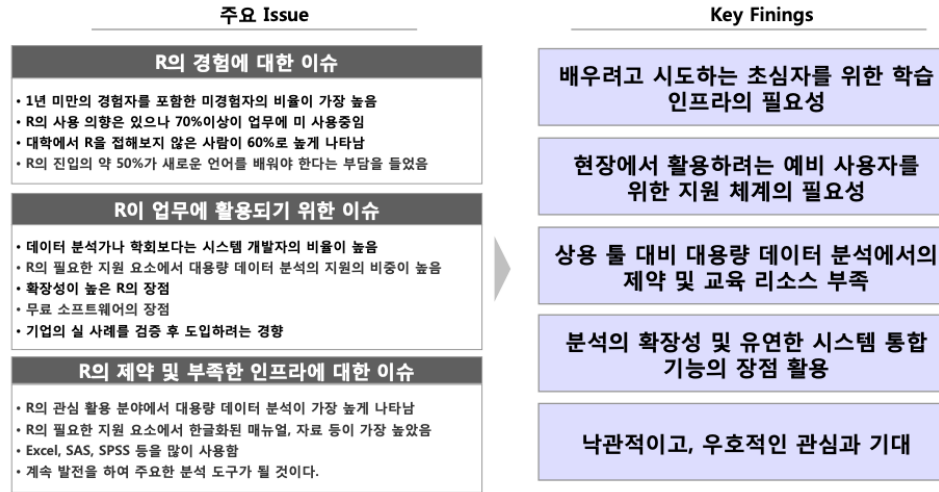 주요 Issue
R의 경험에 대한 이슈
• 1년 미만의 경험자를 포함한 미경험자의 비율이 가장 높음
• R의 사용 의향은 있으나 70%이상이 업무에 미 사용중임
• 대학에서 R을 접해보지 않은 사람이 60%로 높게 나타남
• R의 진입의 약 50%가 새로운 언어를 배워야 한다는 부담을 들었음
R이 업무에 활용되기 위한 이슈
• 데이터 분석가나 학회보다는 시스템 개발자의 비율이 높음
• R의 필요한 지원 요소에서 대용량 데이터 분석의 지원의 비중이 높음
• 확장성이 높은 R의 장점
• 무료 소프트웨어의 장점
• 기업의 실 사례를 검증 후 도입하려는 경향
R의 제약 및 부족한 인프라에 대한 이슈
• R의 관심 활용 분야에서 대용량 데이터 분석이 가장 높게 나타남
• R의 필요한 지원 요소에서 한글화된 매뉴얼, 자료 등이 가장 높았음
• Excel, SAS, SPSS 등을 많이 사용함
• 계속 발전을 하여 주요한 분석 도구가 될 것이다.
Key Finings
배우려고 시도하는 초심자를 위한 학습
인프라의 필요성
현장에서 활용하려는 예비 사용자를
위한 지원 체계의 필요성
상용 툴 대비 대용량 데이터 분석에서의
제약 및 교육 리소스 부족
분석의 확장성 및 유연한 시스템 통합
기능의 장점 활용
낙관적이고, 우호적인 관심과 기대